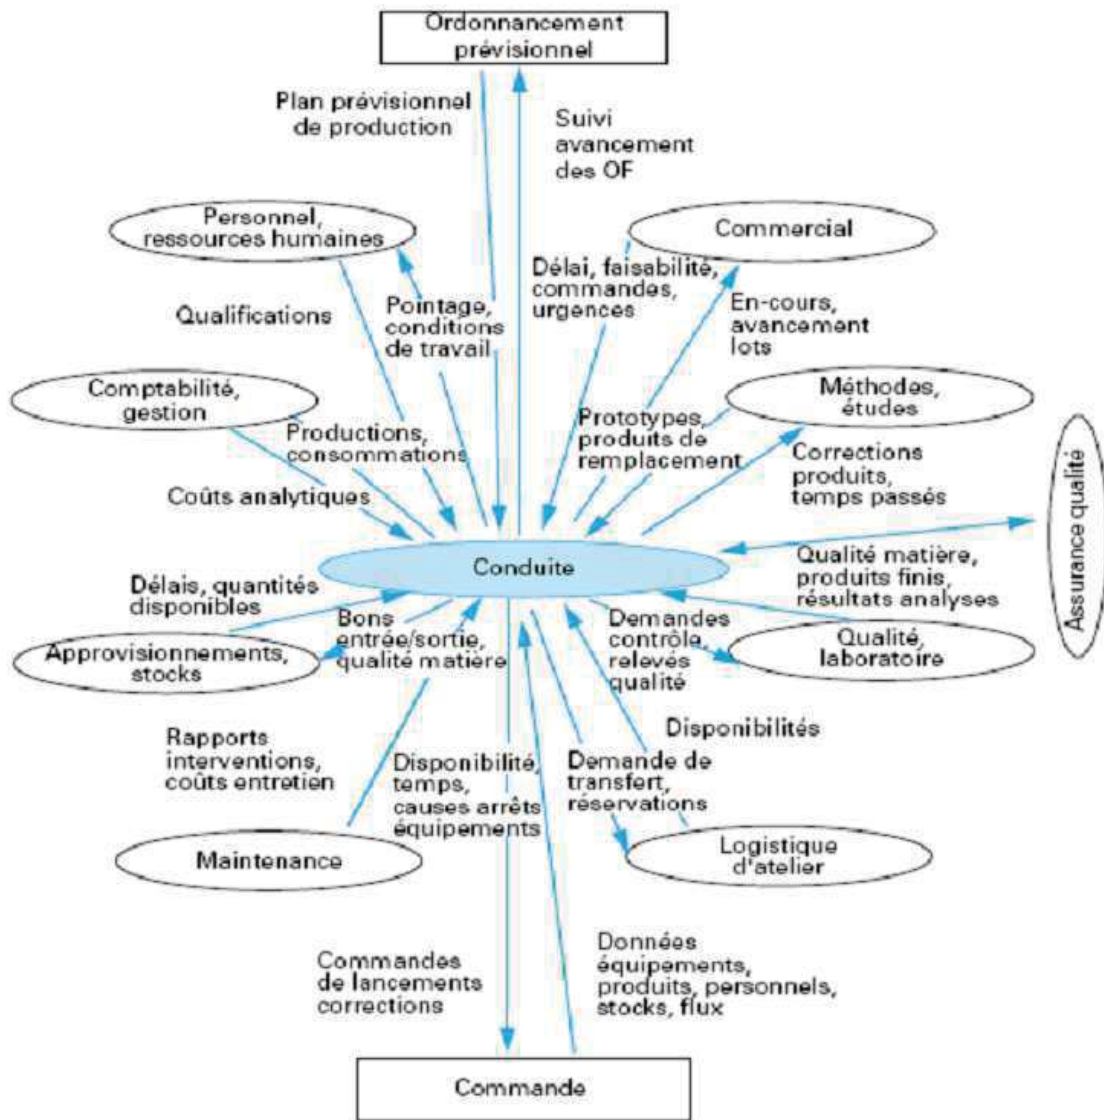 Ordonnancement
prévisionnel
Plan prévisionnel
de production
Suivi
avancement
des OF
Personnel,
ressources humaines
Commercial
Qualifications
Pointage,
conditions
de travail
Délai, faisabilité,
commandes,
urgences
En-cours,
avancement
lots
Comptabilité,
gestion
Méthodes,
études
Productions,
consommations
Coûts analytiques
Prototypes,
produits de
remplacement
Corrections
produits,
temps passés
Assurance qualité
Conduite
Délais, quantités
disponibles
Qualité matière,
produits finis,
résultats analyses
Approvisionnements,
stocks
Bons
entrée/sortie,
qualité matière
Demandes
contrôle,
relevés
qualité
Qualité,
laboratoire
Rapports
interventions,
coûts entretien
Disponibilité,
temps,
causes arrêts
équipements
Demande de
transfert,
réservations
Disponibilités
Maintenance
Logistique
d'atelier
Commandes
de lancements
corrections
Données
équipements,
produits, personnels,
stocks, flux
Commande